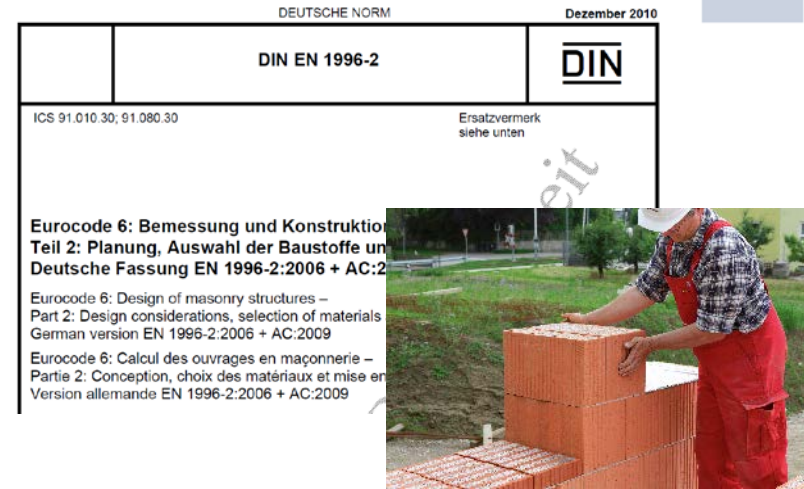 DEUTSCHE NORM
Dezember 2010
DIN EN 1996-2
DIN
ICS 91.010.30; 91.080.30
Ersatzvermerk
siehe unten
Eurocode 6: Bemessung und Konstruktio
Teil 2: Planung, Auswahl der Baustoffe un
Deutsche Fassung EN 1996-2:2006 + AC:2
Eurocode 6: Design of masonry structures –
Part 2: Design considerations, selection of materials
German version EN 1996-2:2006 + AC:2009
Eurocode 6: Calcul des ouvrages en maçonnerie –
Partie 2: Conception, choix des matériaux et mise en
Version allemande EN 1996-2:2006 + AC:2009